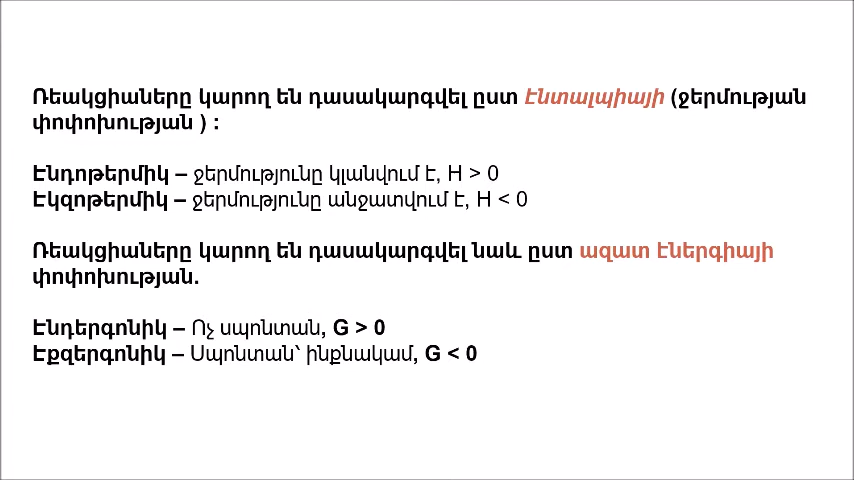 Ռեակցիաները կարող են դասակարգվել ըստ էնտալպիայի (ջերմության
փոփոխության ) :
Էնդոթերմիկ – ջերմությունը կլանվում է, H > 0
Էկզոթերմիկ – ջերմությունը անջատվում է, H < 0
Ռեակցիաները կարող են դասակարգվել նաև ըստ ազատ էներգիայի
փոփոխության.
Էնդերգոնիկ – Ոչ սպոնտան, G > 0
Էքզերգոնիկ – Սպոնտան՝ ինքնակամ, G < 0